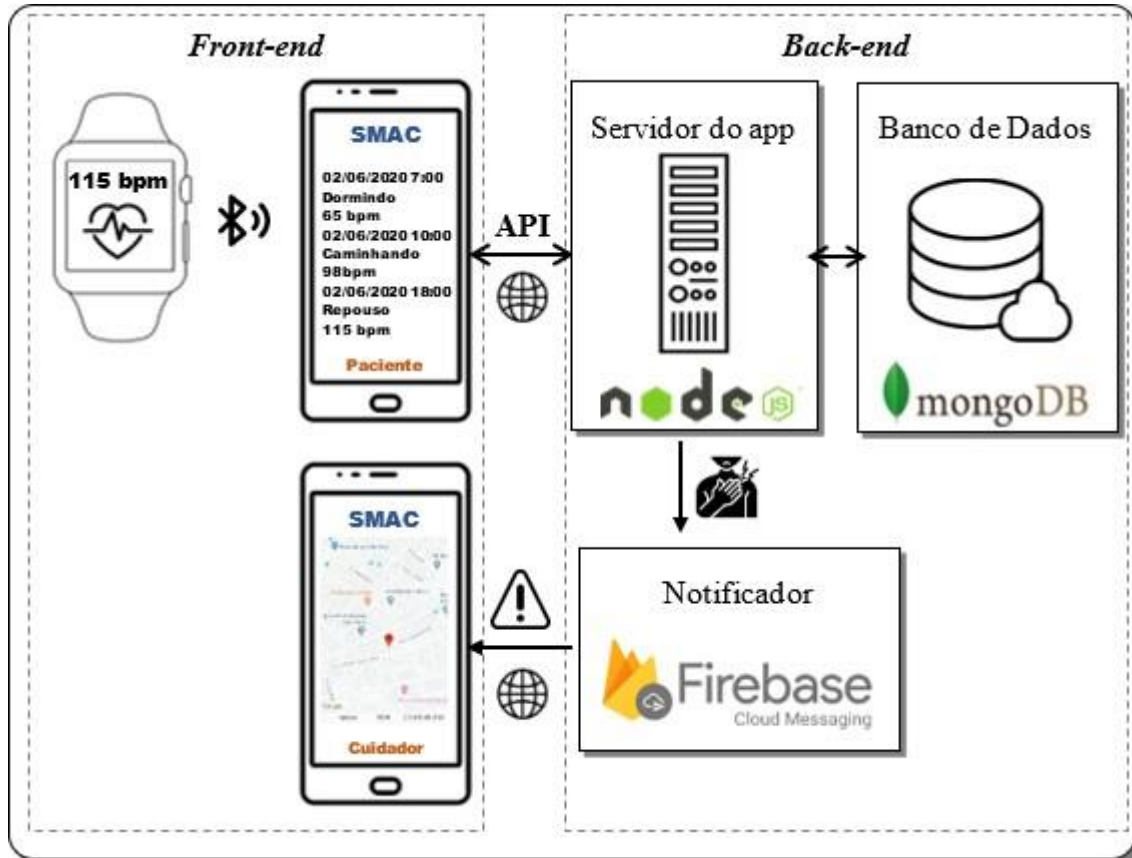 Front-end
115 bpm
SMAC
02/06/2020 7:00
Dormindo
65 bpm
02/06/2020 10:00
Caminhando
98bpm
02/06/2020 18:00
Repouso
115 bpm
Paciente
SMAC
Cuidador
API
Back-end
Servidor do app
node
JS
Banco de Dados
mongoDB
Notificador
Firebase
Cloud Messaging